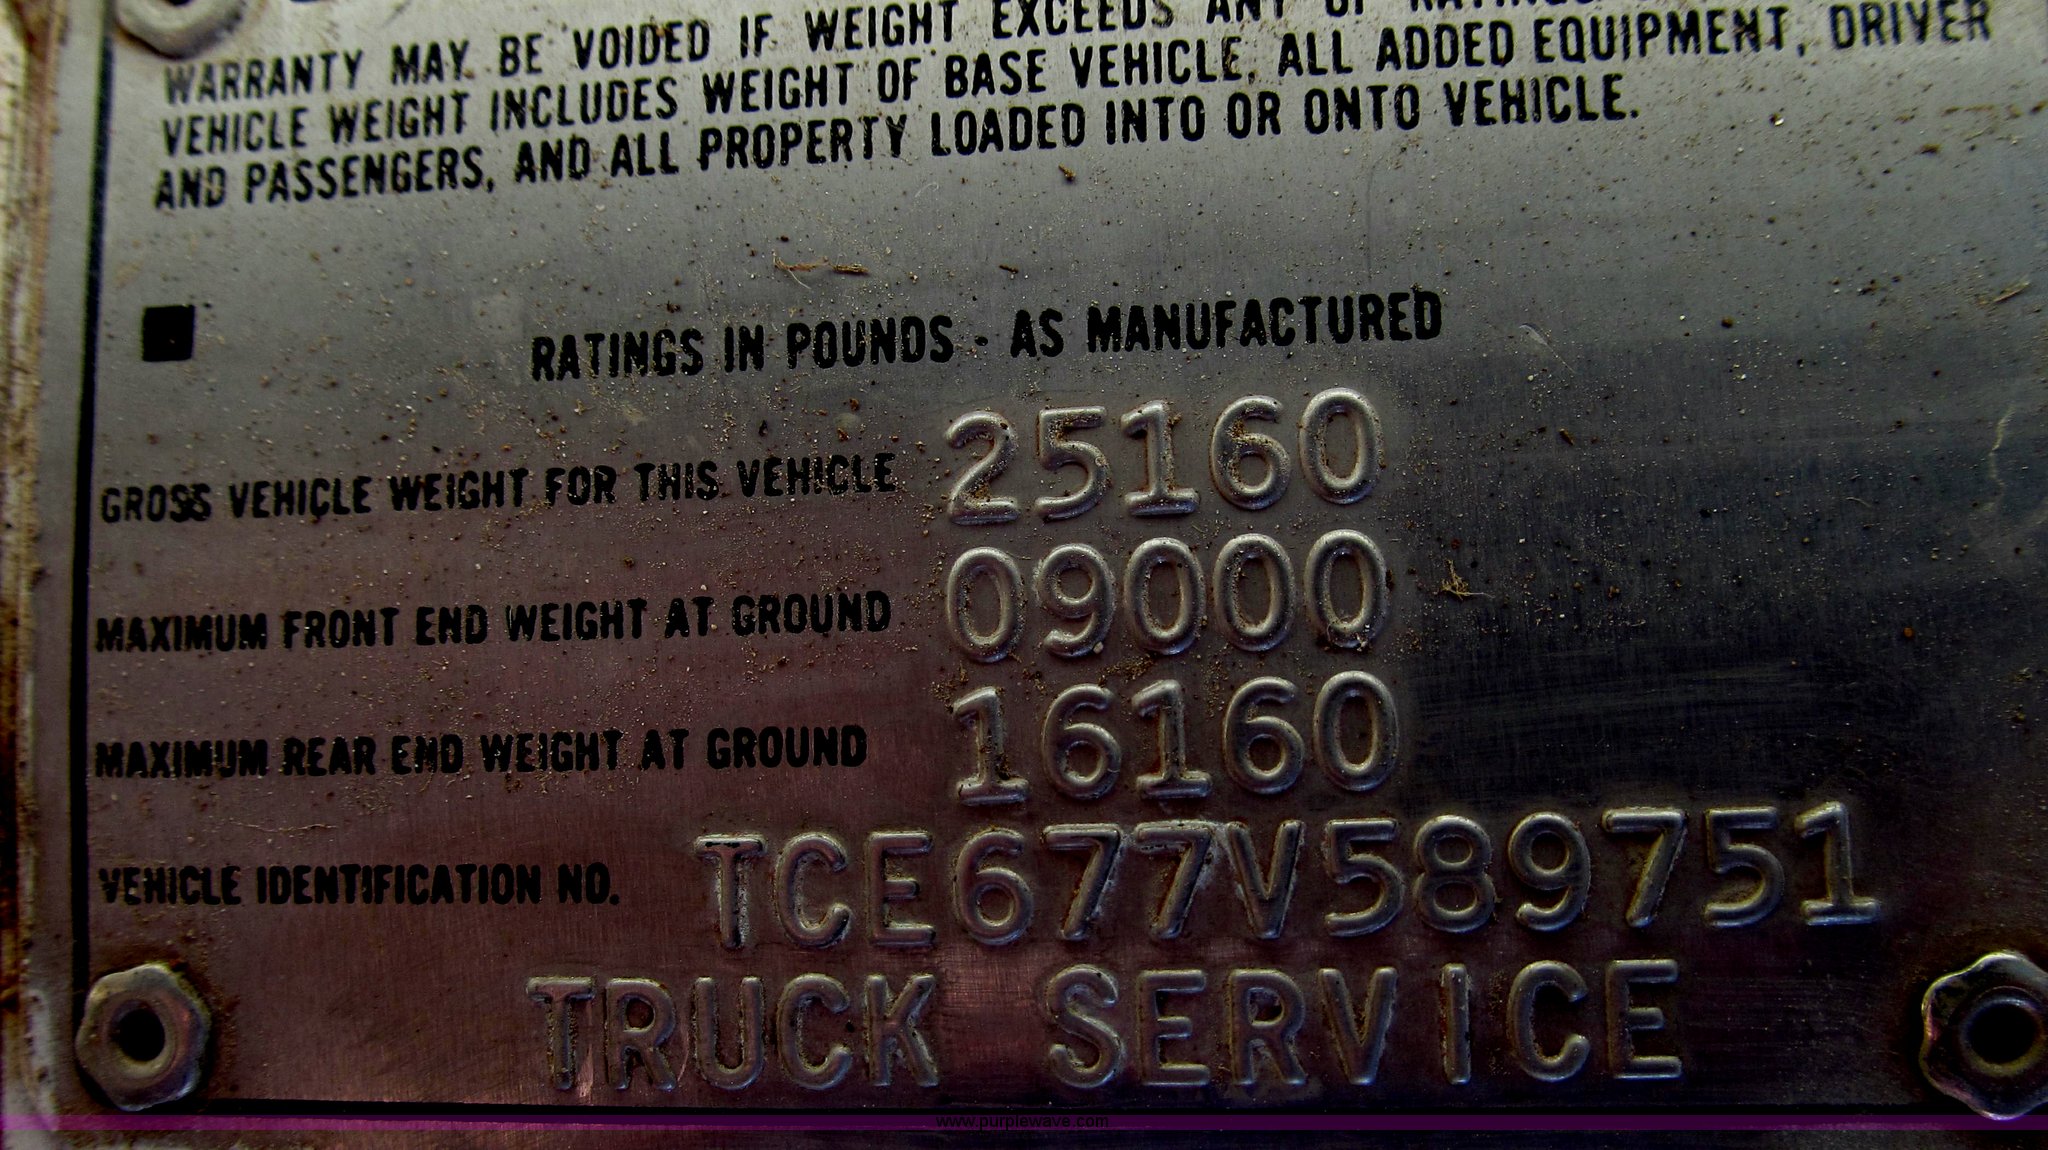 WARRANTY MAY BE VOIDED IF WEIGHT EXCEEDS ANY OF RATINGS
VEHICLE WEIGHT INCLUDES WEIGHT OF BASE VEHICLE, ALL ADDED EQUIPMENT, DRIVER
AND PASSENGERS, AND ALL PROPERTY LOADED INTO OR ONTO VEHICLE.
RATINGS IN POUNDS - AS MANUFACTURED
GROSS VEHICLE WEIGHT FOR THIS VEHICLE 25160
MAXIMUM FRONT END WEIGHT AT GROUND 09000
MAXIMUM REAR END WEIGHT AT GROUND 16160
VEHICLE IDENTIFICATION NO. TCE677V589751
TRUCK SERVICE
www.purplewave.com